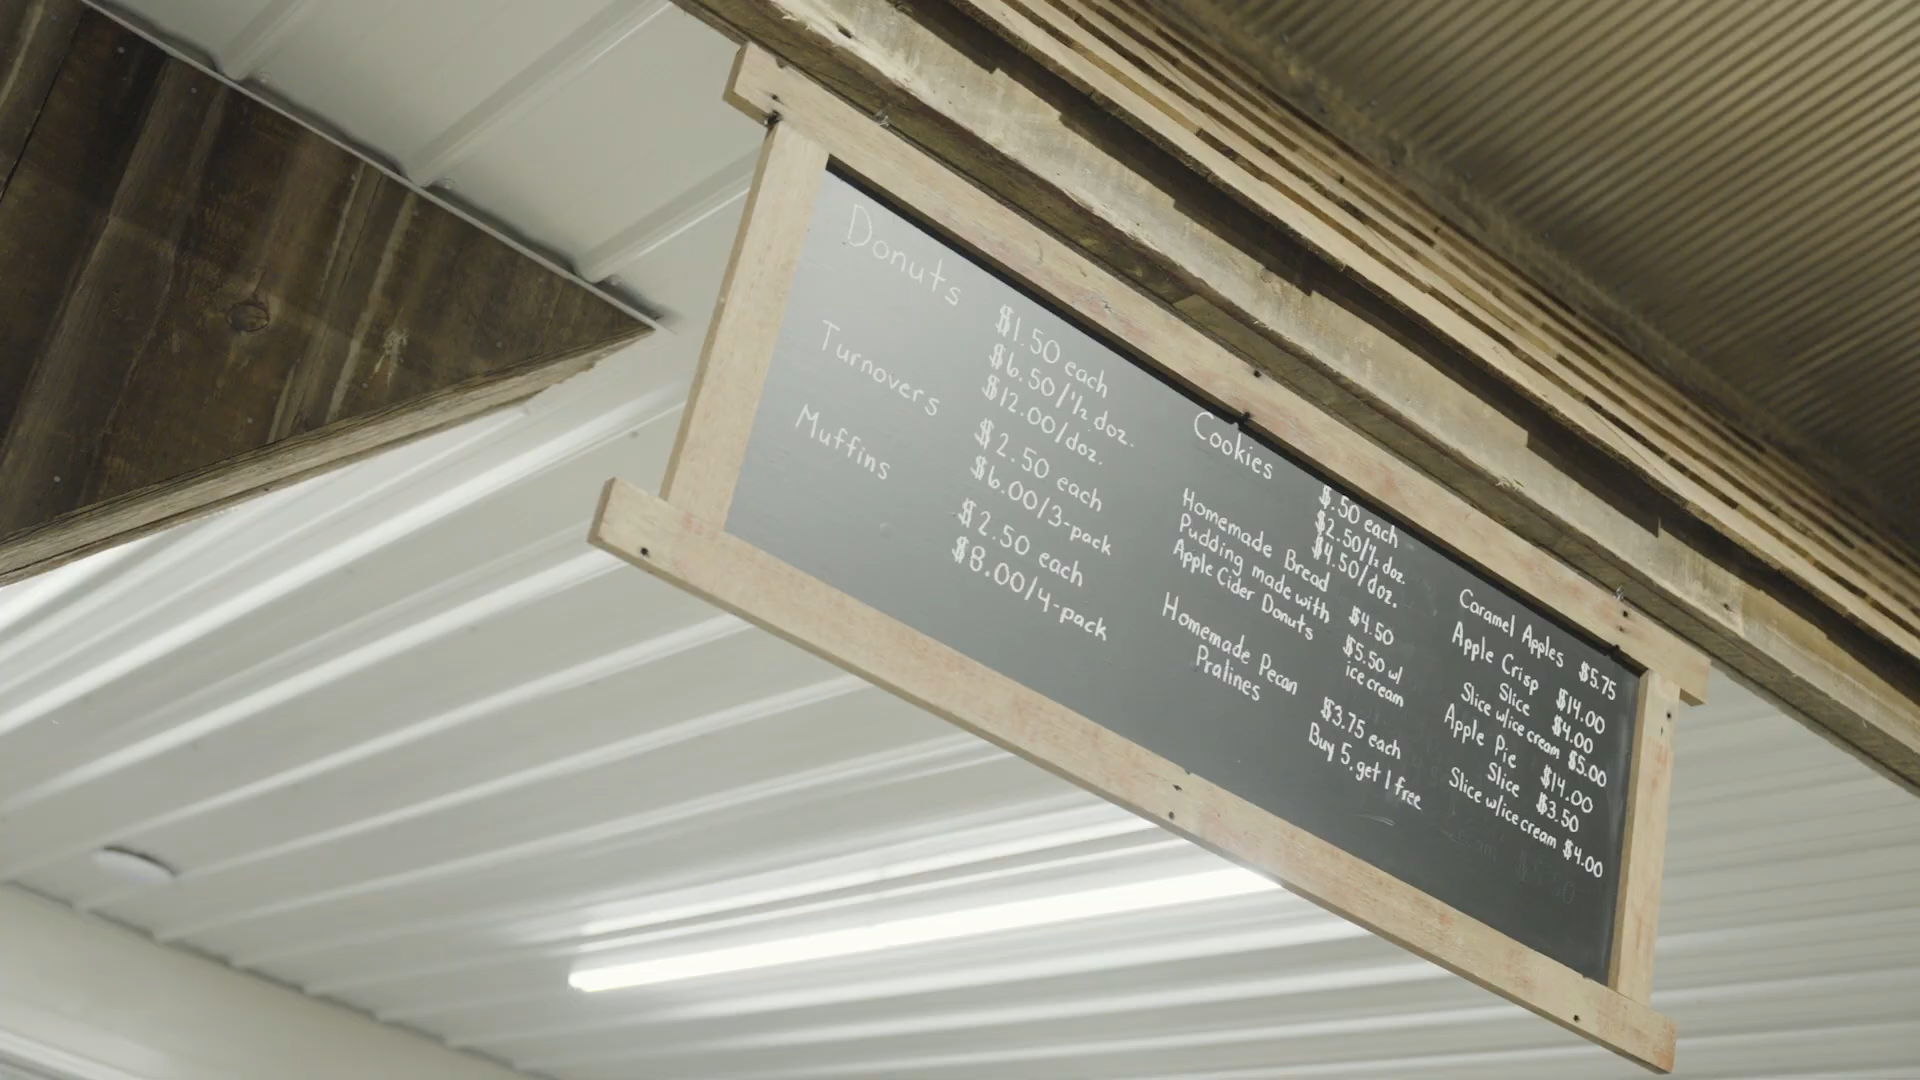 Donuts
$1.50 each
$6.50/1/2 doz.
$12.00/doz.
Turnovers
$2.50 each
$6.00/3-pack
Muffins
$2.50 each
$8.00/4-pack
Cookies
$.50 each
$2.50/1/2 doz.
$4.50/doz.
Homemade Bread
Pudding made with
Apple Cider Donuts
$4.50
$5.50 w/
ice cream
Homemade Pecan
Pralines
$3.75 each
Buy 5, get 1 free
Caramel Apples $5.75
Apple Crisp $14.00
Slice $4.00
Slice w/ice cream $5.00
Apple Pie $14.00
Slice $3.50
Slice w/ice cream $4.00